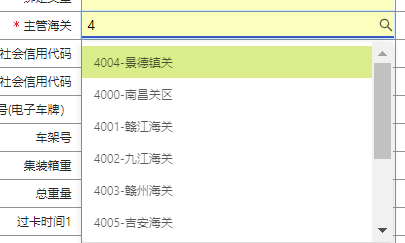 * 主管海关 4
社会信用代码
4004-景德镇关
社会信用代码
4000-南昌关区
号(电子车牌)
4001-赣江海关
车架号
4002-九江海关
集装箱重
4003-赣州海关
总重量
4005-吉安海关
过卡时间1